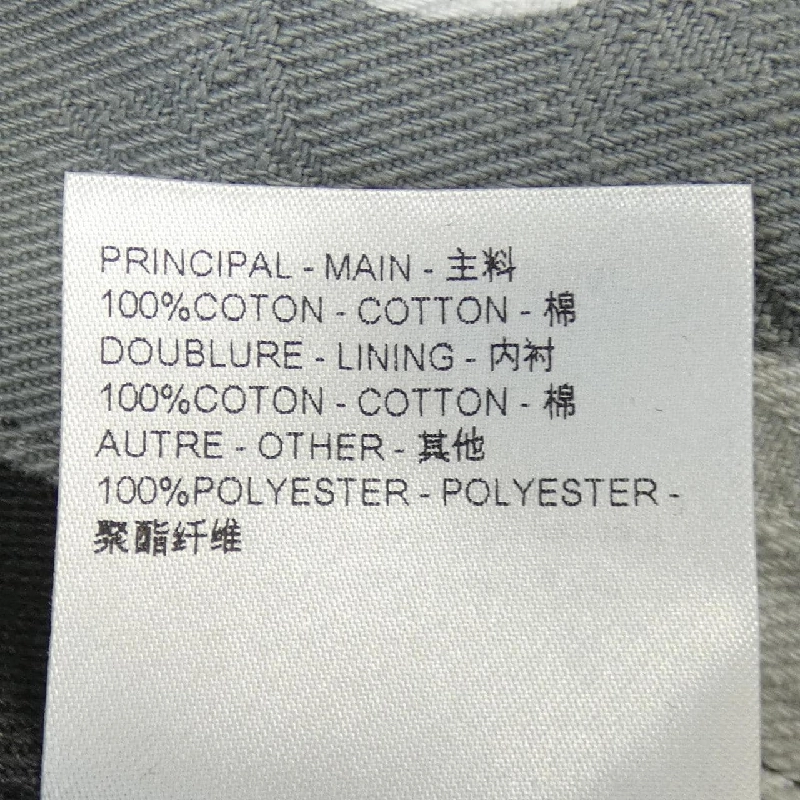 PRINCIPAL - MAIN - 主料
100%COTON - COTTON - 棉
DOUBLURE - LINING - 内衬
100%COTON - COTTON - 棉
AUTRE - OTHER - 其他
100%POLYESTER - POLYESTER -
聚酯纤维